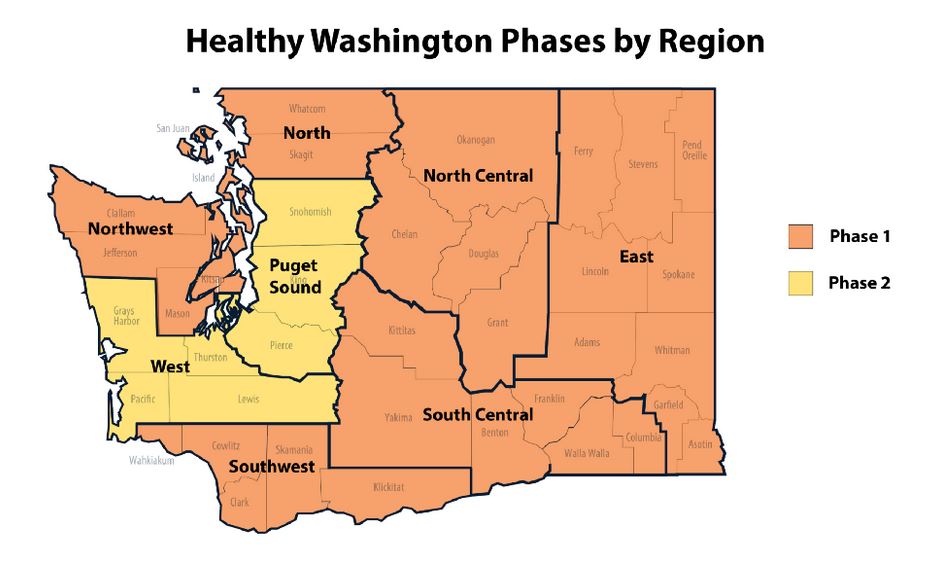 Healthy Washington Phases by Region
Whatcom
San Juan
North
Skagit
Island
Okanogan
North Central
Ferry
Stevens
Pend
Oreille
Clallam
Northwest
Jefferson
Snohomish
Chelan
Douglas
East
Lincoln
Spokane
Phase 1
Phase 2
Puget
King
Sound
Kitsap
Mason
Grays
Harbor
Thurston
Pierce
Kittitas
Grant
Adams
Whitman
West
Pacific
Lewis
Yakima
South Central
Benton
Franklin
Walla Walla
Columbia
Garfield
Asotin
Wahkiakum
Cowlitz
Skamania
Southwest
Clark
Klickitat